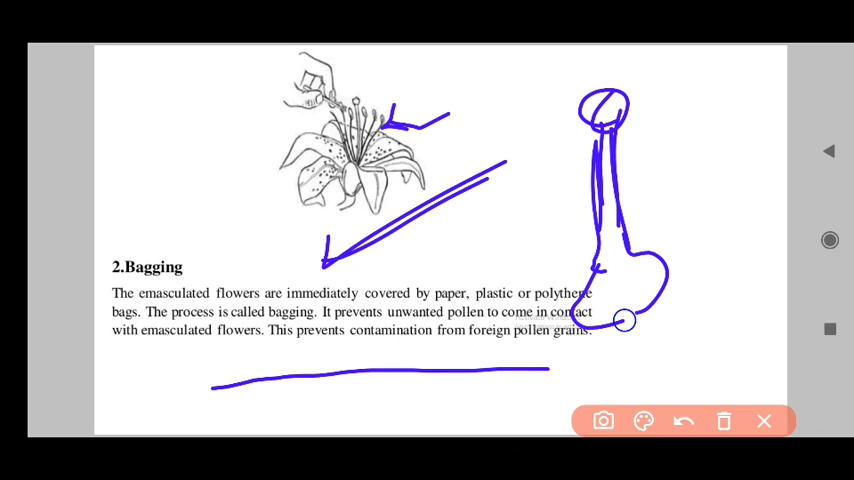 2.Bagging
The emasculated flowers are immediately covered by paper, plastic or polythene
bags. The process is called bagging. It prevents unwanted pollen to come in contact
with emasculated flowers. This prevents contamination from foreign pollen grains.